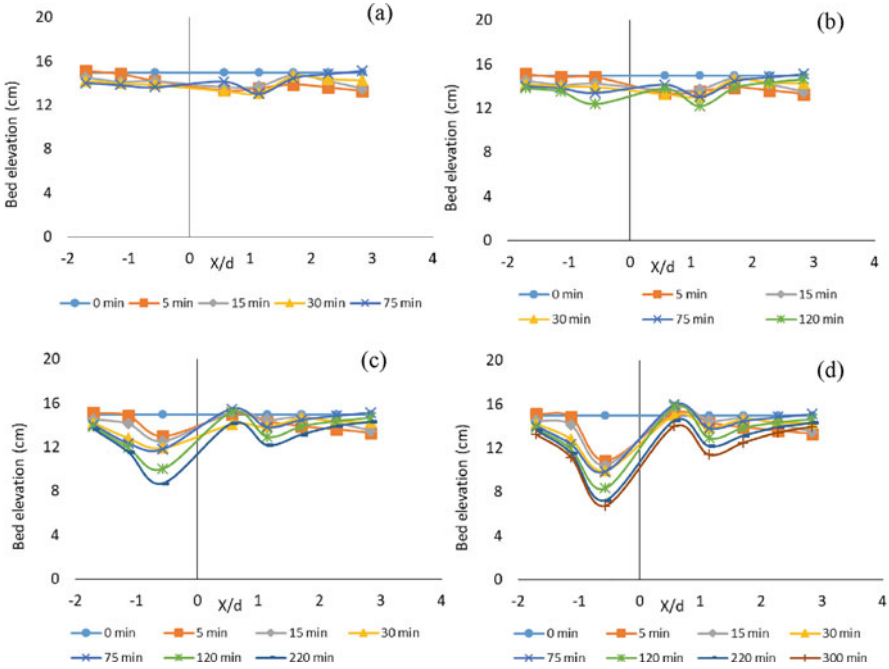 (a)
20
16
12
8
4
0
Bed elevation (cm)
-2 -1 0 1 2 3 4
X/d
0 min 5 min 15 min 30 min 75 min
(b)
20
16
12
8
4
0
Bed elevation (cm)
-2 -1 0 1 2 3 4
X/d
0 min 5 min 15 min
30 min 75 min 120 min
(c)
20
16
12
8
4
0
Bed elevation (cm)
-2 -1 0 1 2 3 4
X/d
0 min 5 min 15 min 30 min
75 min 120 min 220 min
(d)
20
16
12
8
4
0
Bed elevation (cm)
-2 -1 0 1 2 3 4
X/d
0 min 5 min 15 min 30 min
75 min 120 min 220 min 300 min